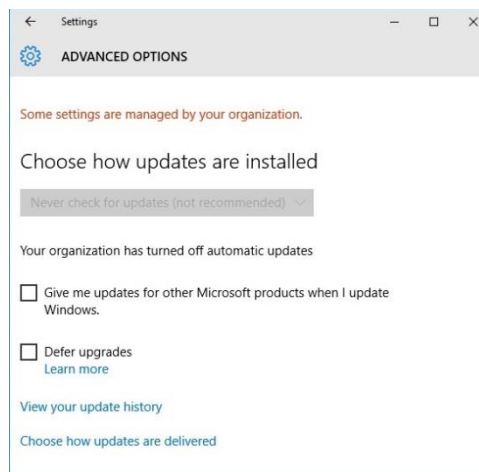 Settings
ADVANCED OPTIONS
Some settings are managed by your organization.
Choose how updates are installed
Never check for updates (not recommended)
Your organization has turned off automatic updates
Give me updates for other Microsoft products when I update
Windows.
Defer upgrades
Learn more
View your update history
Choose how updates are delivered